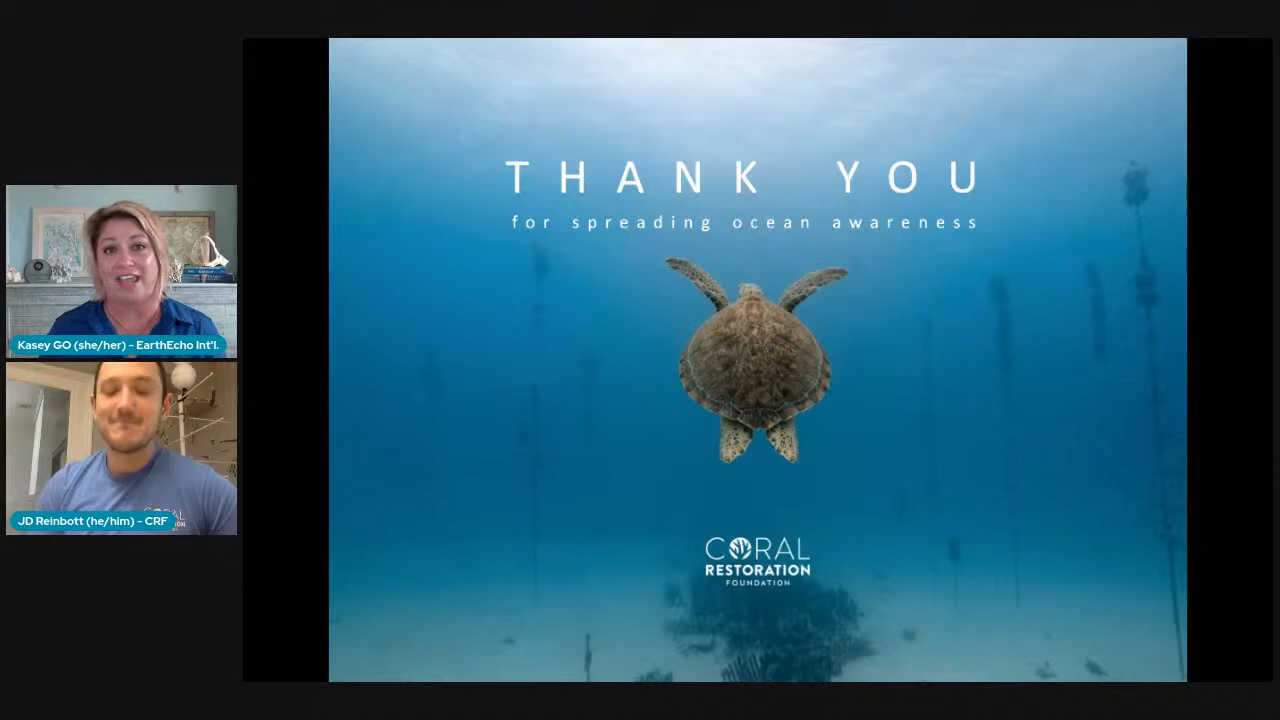 THANK YOU
for spreading ocean awareness
Kasey GO (she/her) - EarthEcho Int'l.
JD Reinbott (he/him) - CRF
CORAL
RESTORATION
FOUNDATION